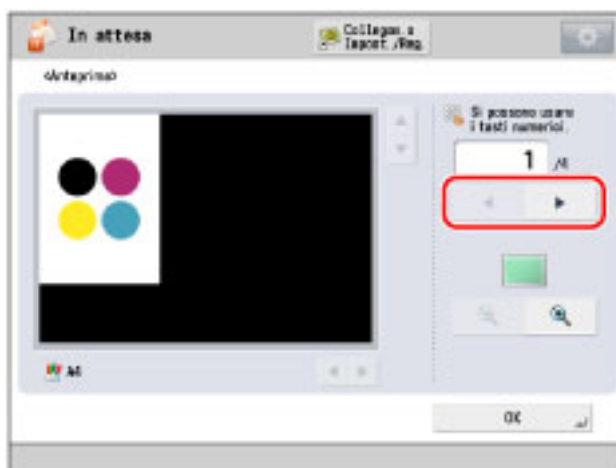 In attesa
Collegam. a
Impost./Reg.
<Anteprima>
Si possono usare
i tasti numerici.
1 /4
A4
OK